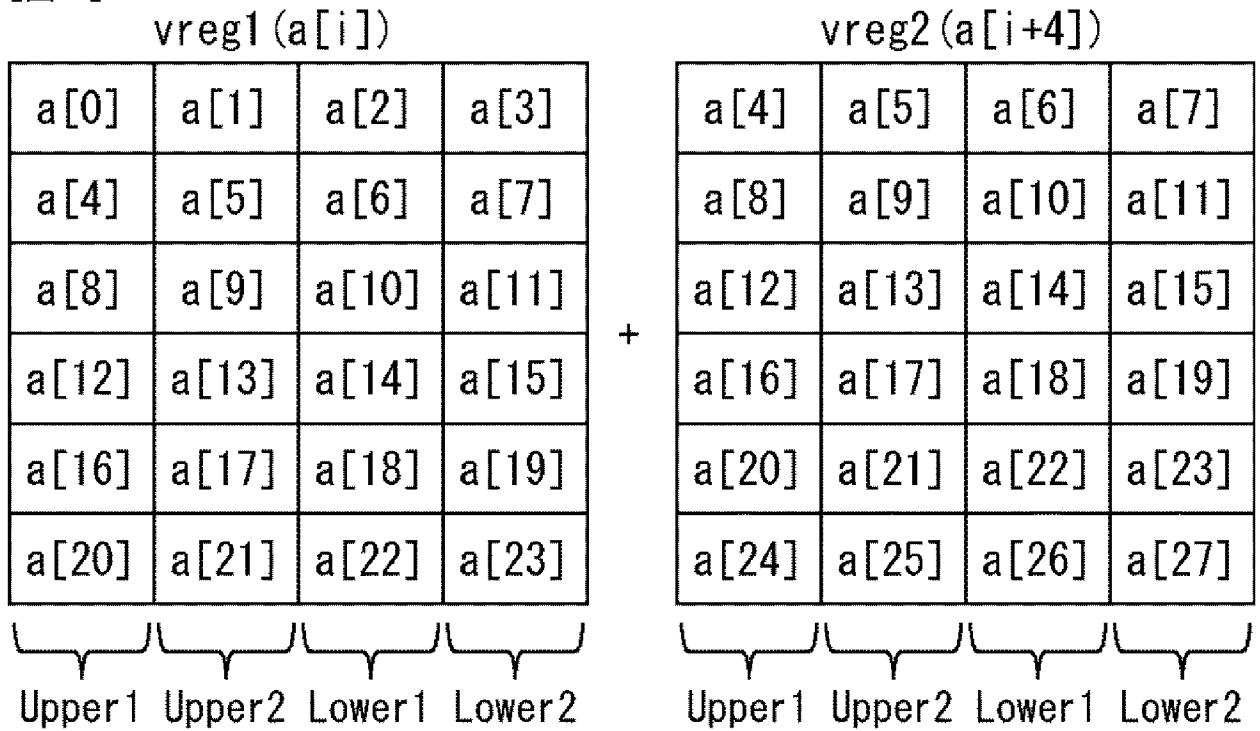 vreg1(a[i]) vreg2(a[i+4])
a[0] a[1] a[2] a[3] a[4] a[5] a[6] a[7]
a[4] a[5] a[6] a[7] a[8] a[9] a[10] a[11]
a[8] a[9] a[10] a[11] a[12] a[13] a[14] a[15]
+
a[12] a[13] a[14] a[15] a[16] a[17] a[18] a[19]
a[16] a[17] a[18] a[19] a[20] a[21] a[22] a[23]
a[20] a[21] a[22] a[23] a[24] a[25] a[26] a[27]
Upper1 Upper2 Lower1 Lower2 Upper1 Upper2 Lower1 Lower2